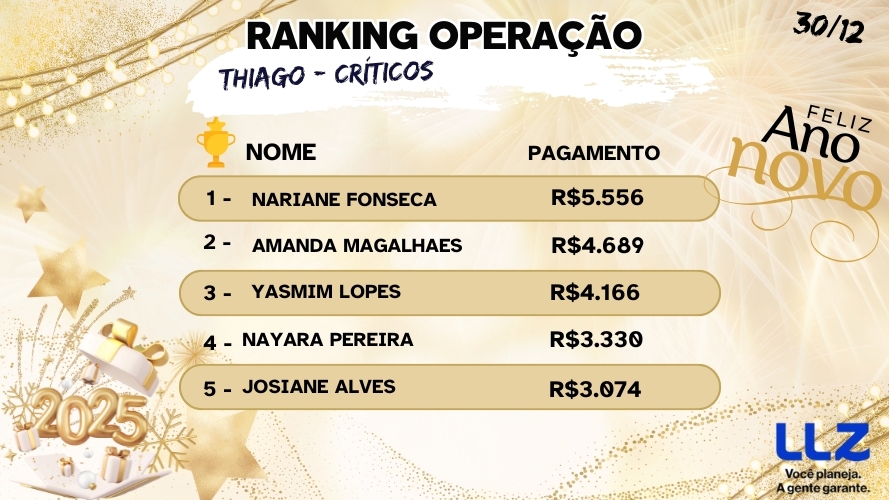 RANKING OPERAÇÃO
30/12
THIAGO - CRÍTICOS
FELIZ
Ano
novo
NOME PAGAMENTO
1 - NARIANE FONSECA R$5.556
2 - AMANDA MAGALHAES R$4.689
3 - YASMIM LOPES R$4.166
4 - NAYARA PEREIRA R$3.330
5 - JOSIANE ALVES R$3.074
2025
LLZ
Você planeja.
A gente garante.